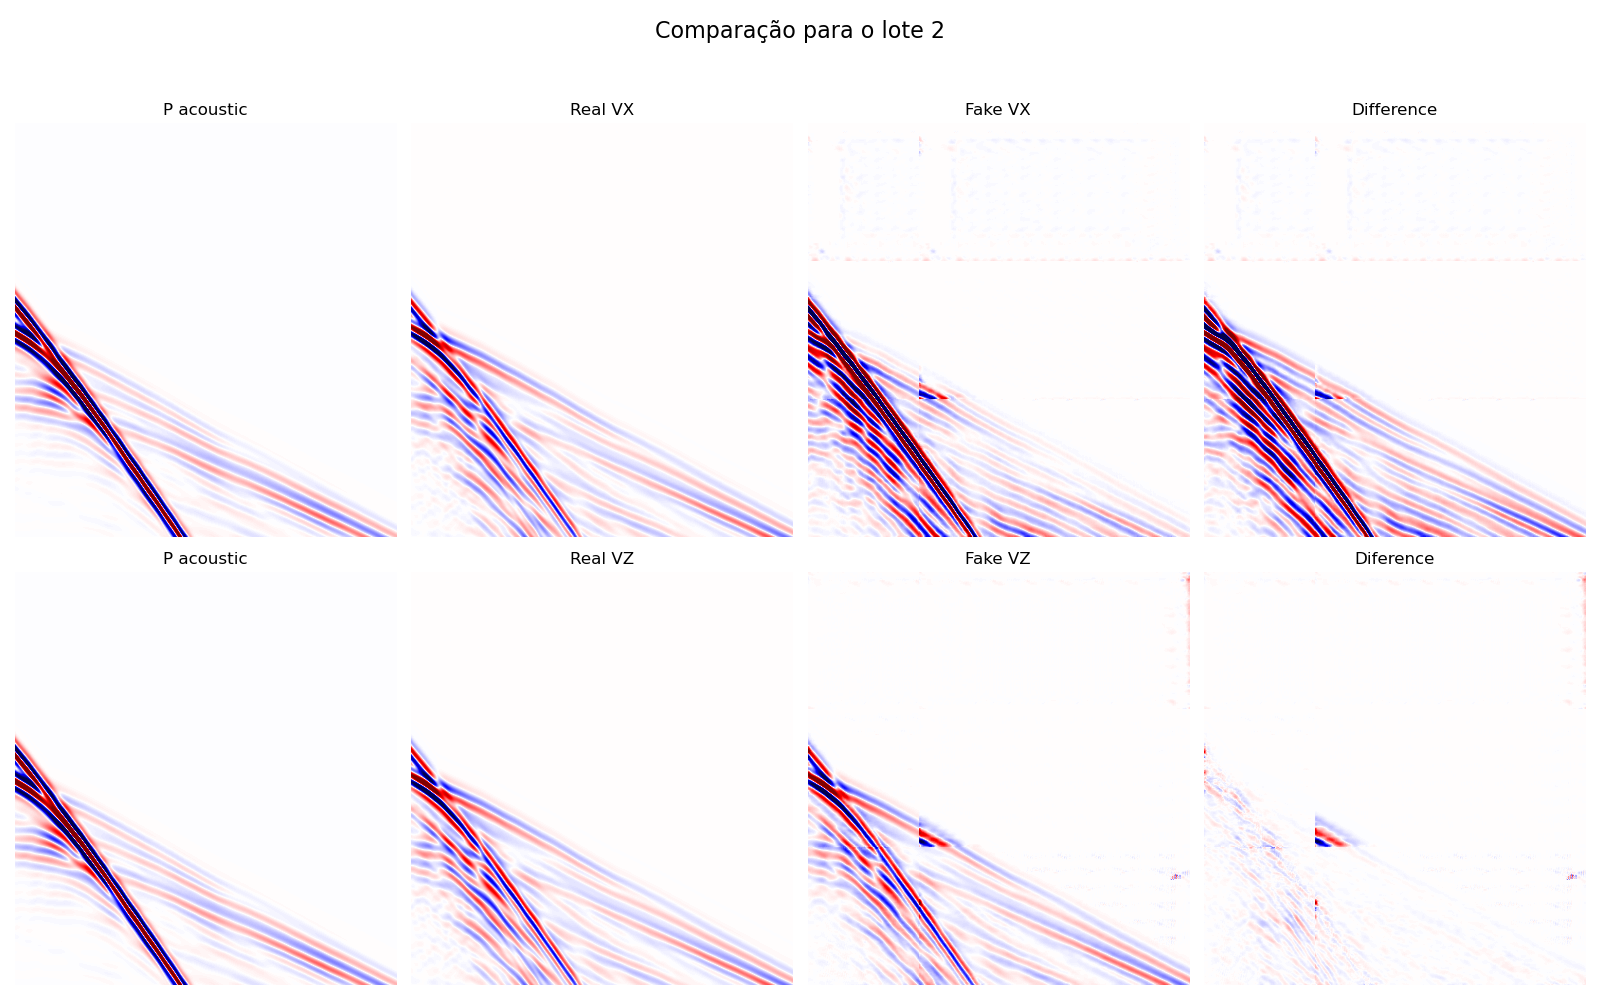 Comparação para o lote 2
P acoustic
Real VX
Fake VX
Difference
P acoustic
Real VZ
Fake VZ
Diference